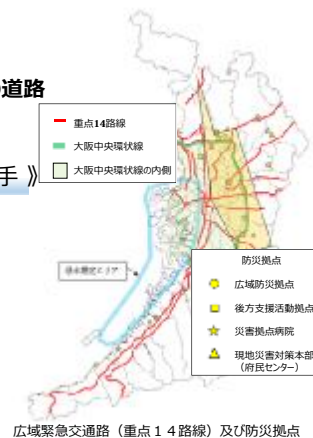 道路
重点14路線
大阪中央環状線
手 》
大阪中央環状線の内側
防災拠点
広域防災拠点
後方支援活動拠点
災害拠点病院
現地災害対策本部
(府民センター)
広域緊急交通路（重点１４路線）及び防災拠点